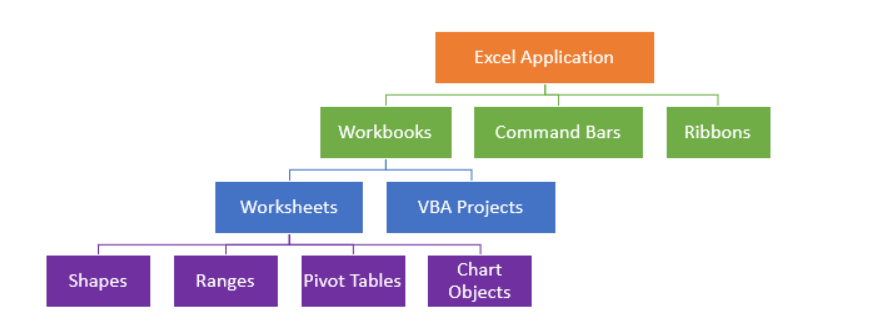 Excel Application
Workbooks
Command Bars
Ribbons
Worksheets
VBA Projects
Shapes
Ranges
Pivot Tables
Chart
Objects